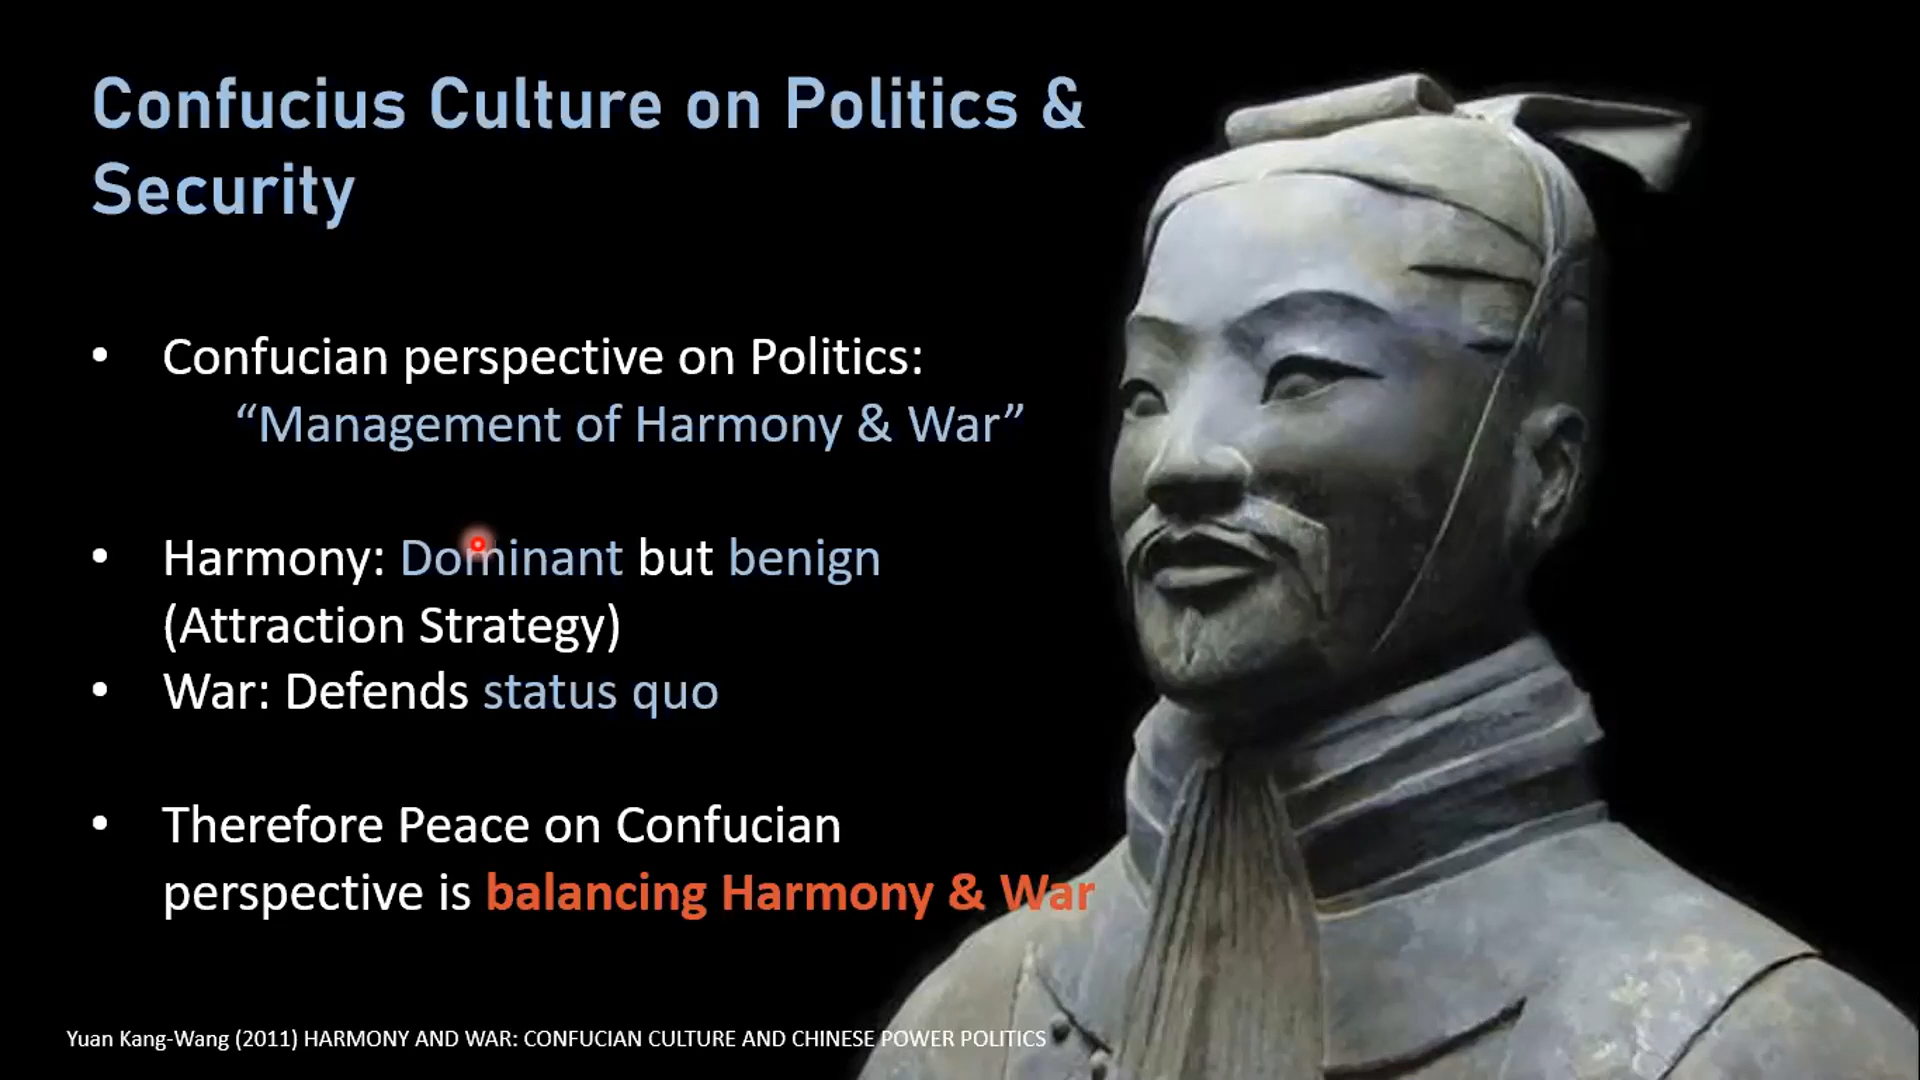 Confucius Culture on Politics &
Security
• Confucian perspective on Politics:
“Management of Harmony & War”
• Harmony: Dominant but benign
(Attraction Strategy)
• War: Defends status quo
• Therefore Peace on Confucian
perspective is balancing Harmony & War
Yuan Kang-Wang (2011) HARMONY AND WAR: CONFUCIAN CULTURE AND CHINESE POWER POLITICS